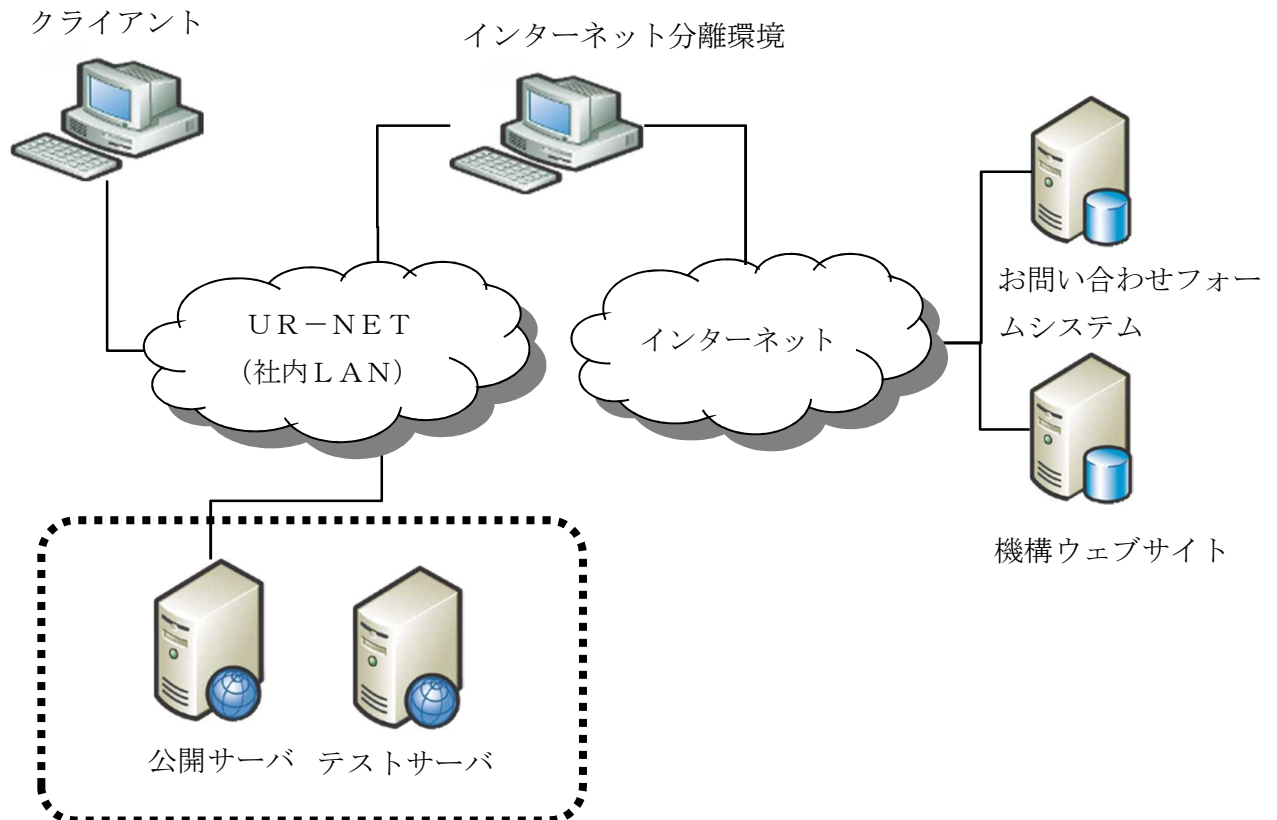 クライアント
インターネット分離環境
UR-NET
(社内LAN)
インターネット
お問い合わせフォー
ムシステム
機構ウェブサイト
公開サーバ
テストサーバ